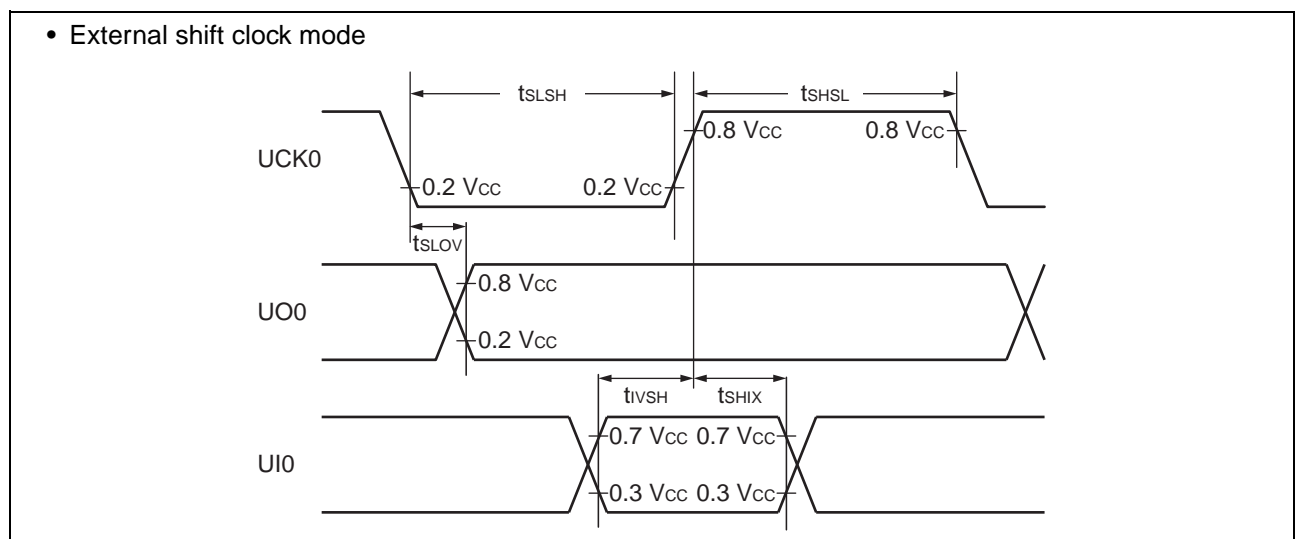 • External shift clock mode
tSLSH tSHSL
UCK0
0.8 VCC 0.8 VCC
0.2 VCC 0.2 VCC
tSLOV
UO0
0.8 VCC
0.2 VCC
tIVSH tSHIX
UI0
0.7 VCC 0.7 VCC
0.3 VCC 0.3 VCC